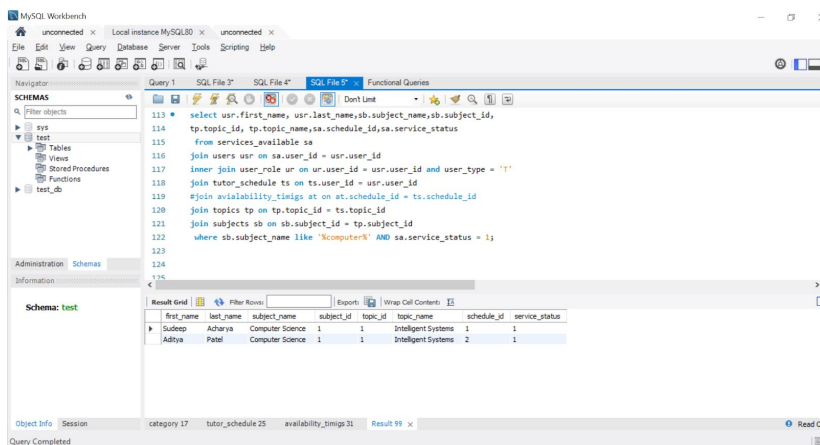 MySQL Workbench
unconnected × Local instance MySQL80 × unconnected ×
File Edit View Query Database Server Tools Scripting Help
Navigator
SCHEMAS
Filter objects
sys
test
Tables
Views
Stored Procedures
Functions
test_db
Administration Schemas
Information
Schema: test
Object Info Session
Query 1 SQL File 3* SQL File 4* SQL File 5* × Functional Queries
Don't Limit
113 select usr.first_name, usr.last_name,sb.subject_name,sb.subject_id,
114 tp.topic_id, tp.topic_name,sa.schedule_id,sa.service_status
115 from services_available sa
116 join users usr on sa.user_id = usr.user_id
117 inner join user_role ur on ur.user_id = usr.user_id and user_type = 'T'
118 join tutor_schedule ts on ts.user_id = usr.user_id
119 #join avialability_timigs at on at.schedule_id = ts.schedule_id
120 join topics tp on tp.topic_id = ts.topic_id
121 join subjects sb on sb.subject_id = tp.subject_id
122 where sb.subject_name like '%computer%' AND sa.service_status = 1;
123
124
125
Result Grid Filter Rows: Export: Wrap Cell Content:
first_name last_name subject_name subject_id topic_id topic_name schedule_id service_status
Sudeep Acharya Computer Science 1 1 Intelligent Systems 1 1
Aditya Patel Computer Science 1 1 Intelligent Systems 2 1
category 17 tutor_schedule 25 availability_timigs 31 Result 99 × Read O
Query Completed